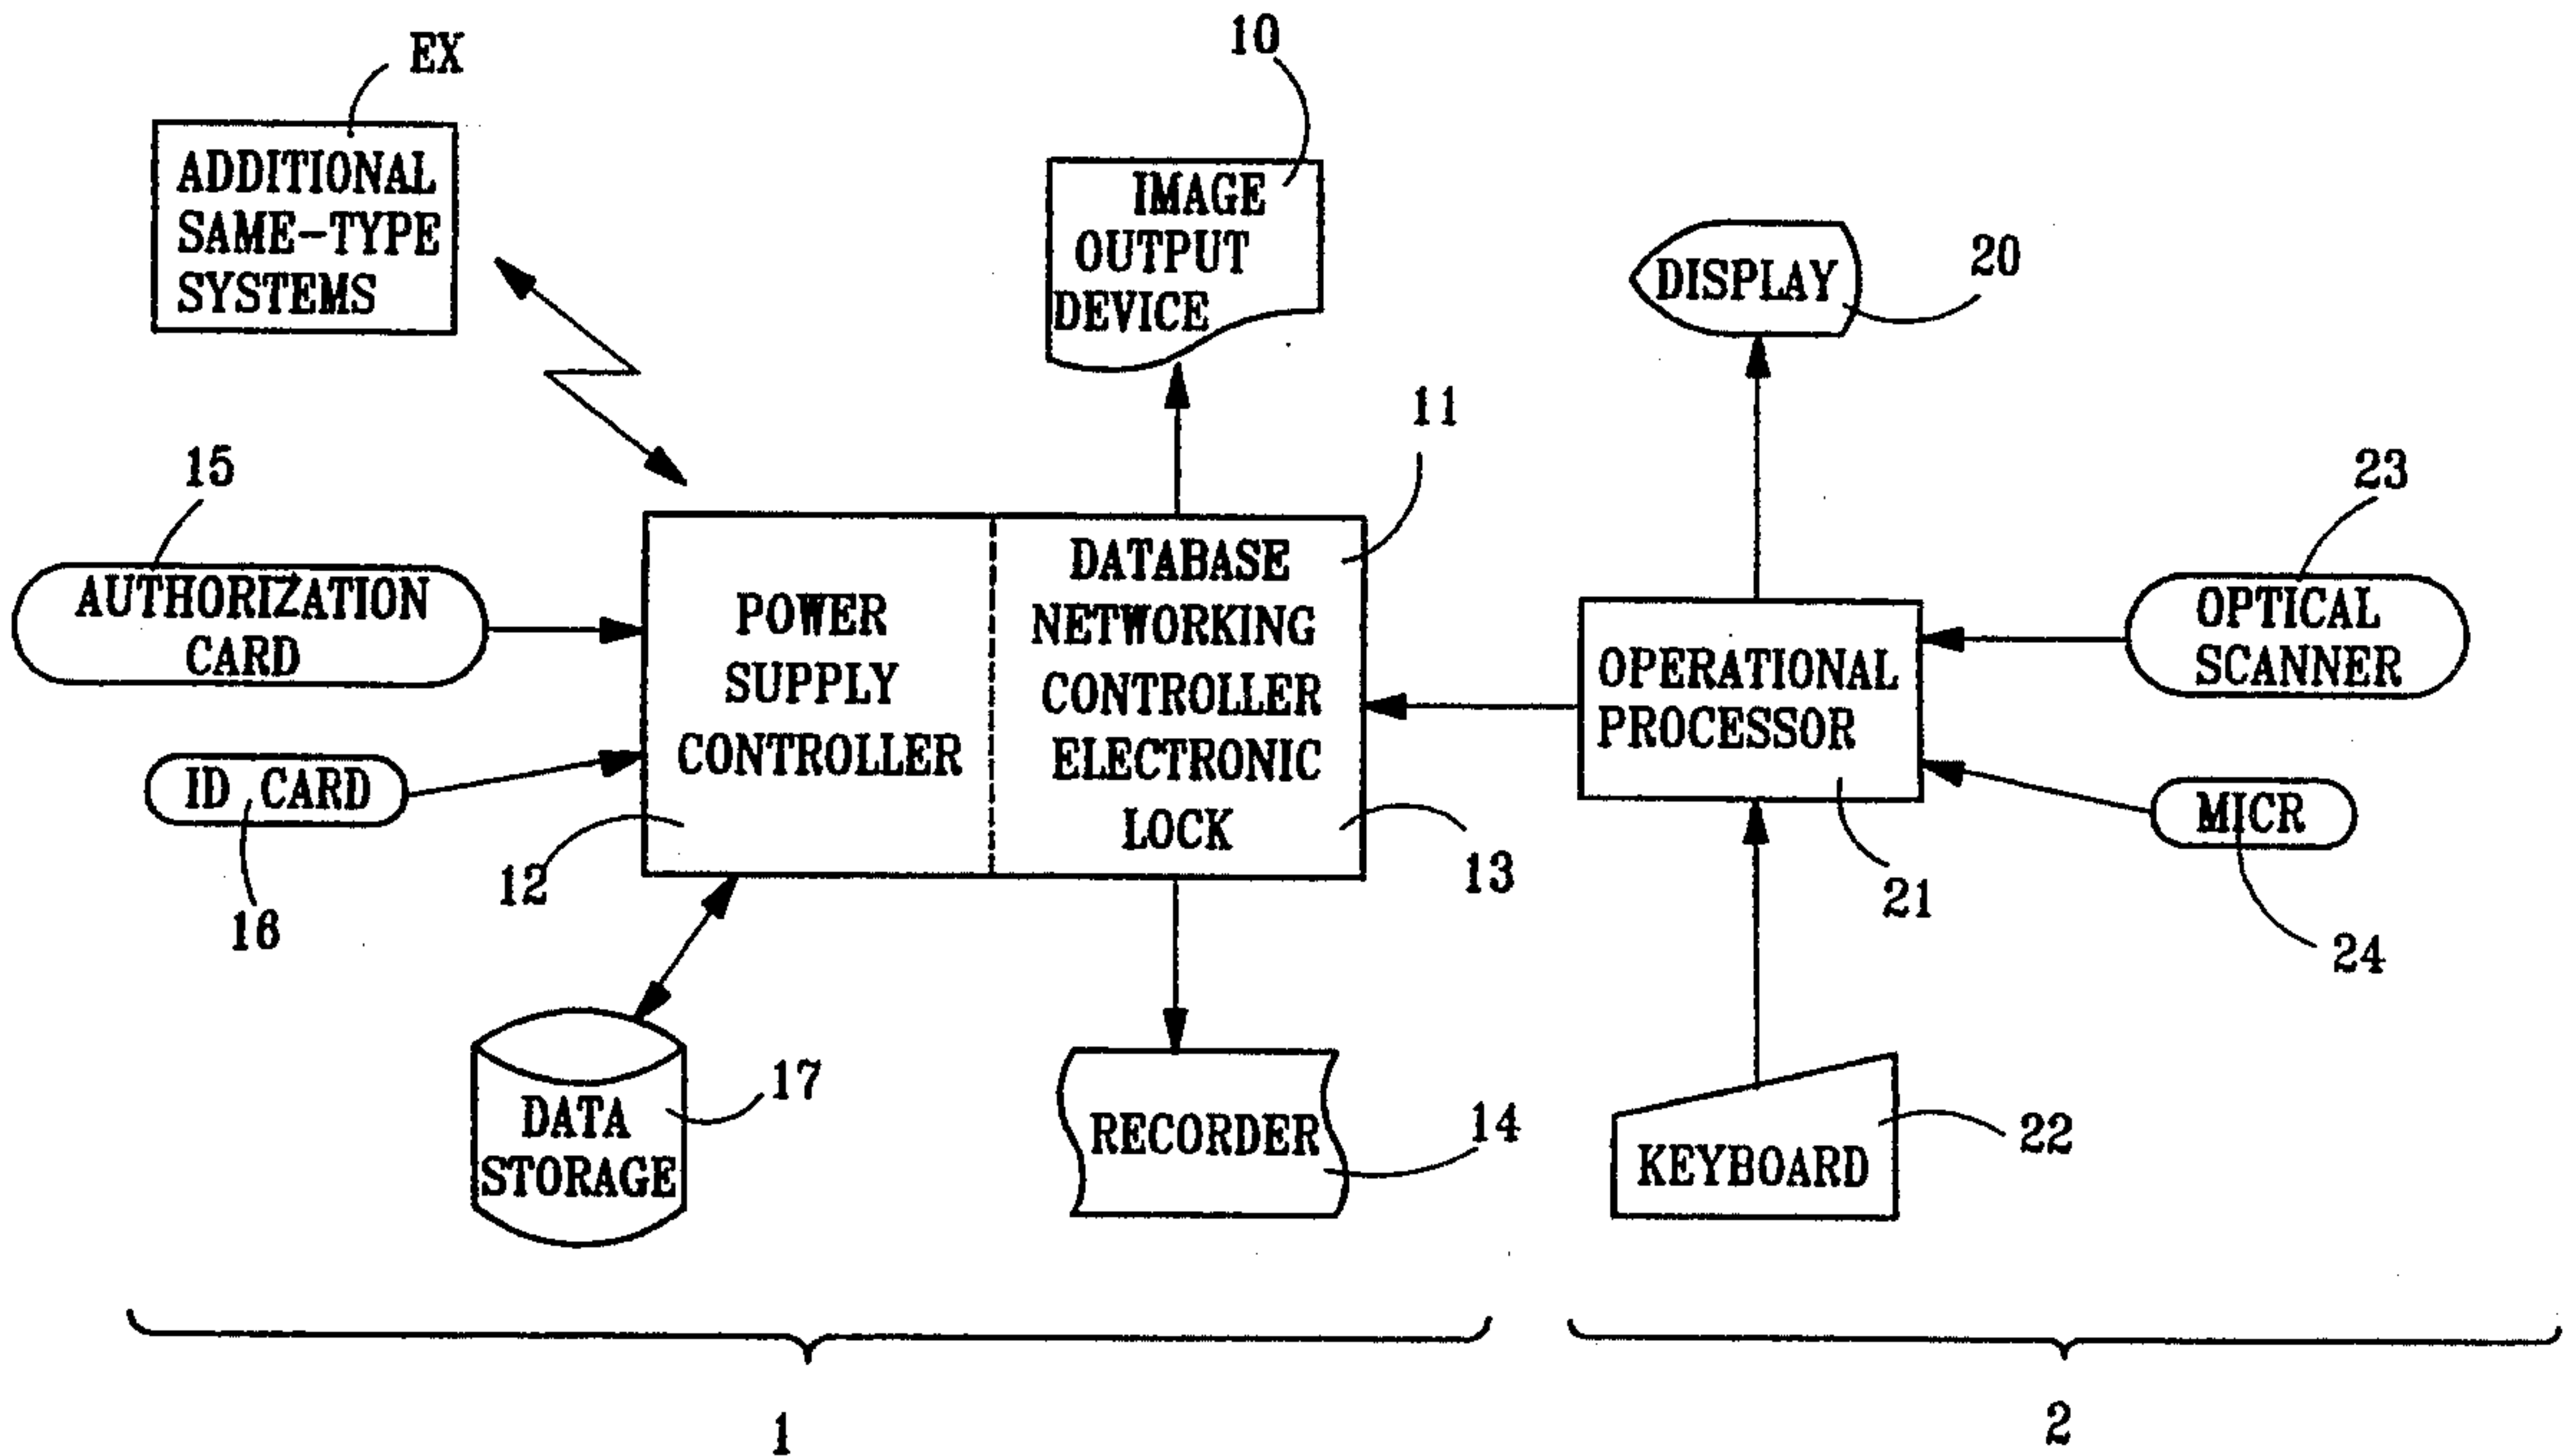 EX
ADDITIONAL
SAME-TYPE
SYSTEMS
10
IMAGE
OUTPUT
DEVICE
DISPLAY
20
11
15
AUTHORIZATION
CARD
ID CARD
16
POWER
SUPPLY
CONTROLLER
12
DATABASE
NETWORKING
CONTROLLER
ELECTRONIC
LOCK
13
OPERATIONAL
PROCESSOR
21
23
OPTICAL
SCANNER
MICR
24
DATA
STORAGE
17
RECORDER
14
KEYBOARD
22
1
2